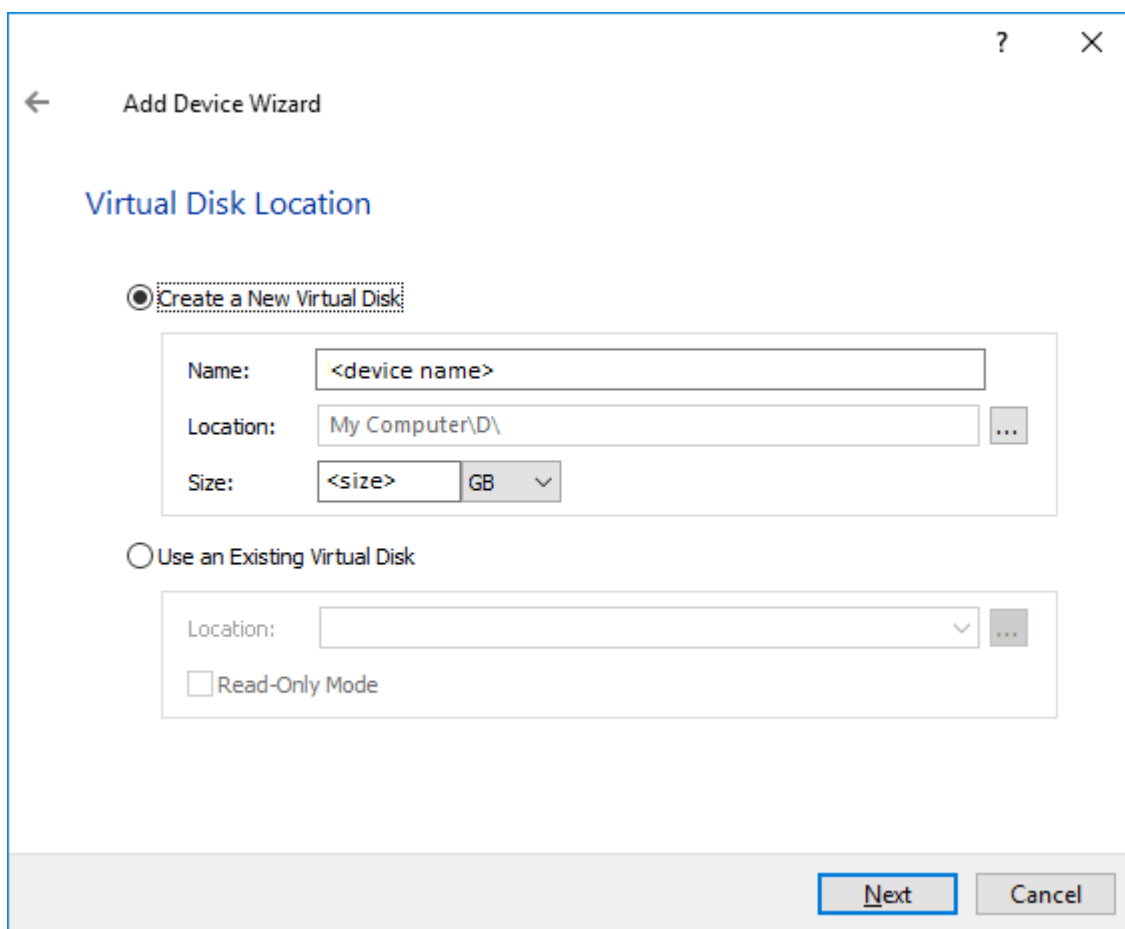 ?
Add Device Wizard
Virtual Disk Location
Create a New Virtual Disk
Name: <device name>
Location: My Computer\D\ ...
Size: <size> GB
Use an Existing Virtual Disk
Location: ...
Read-Only Mode
Next Cancel